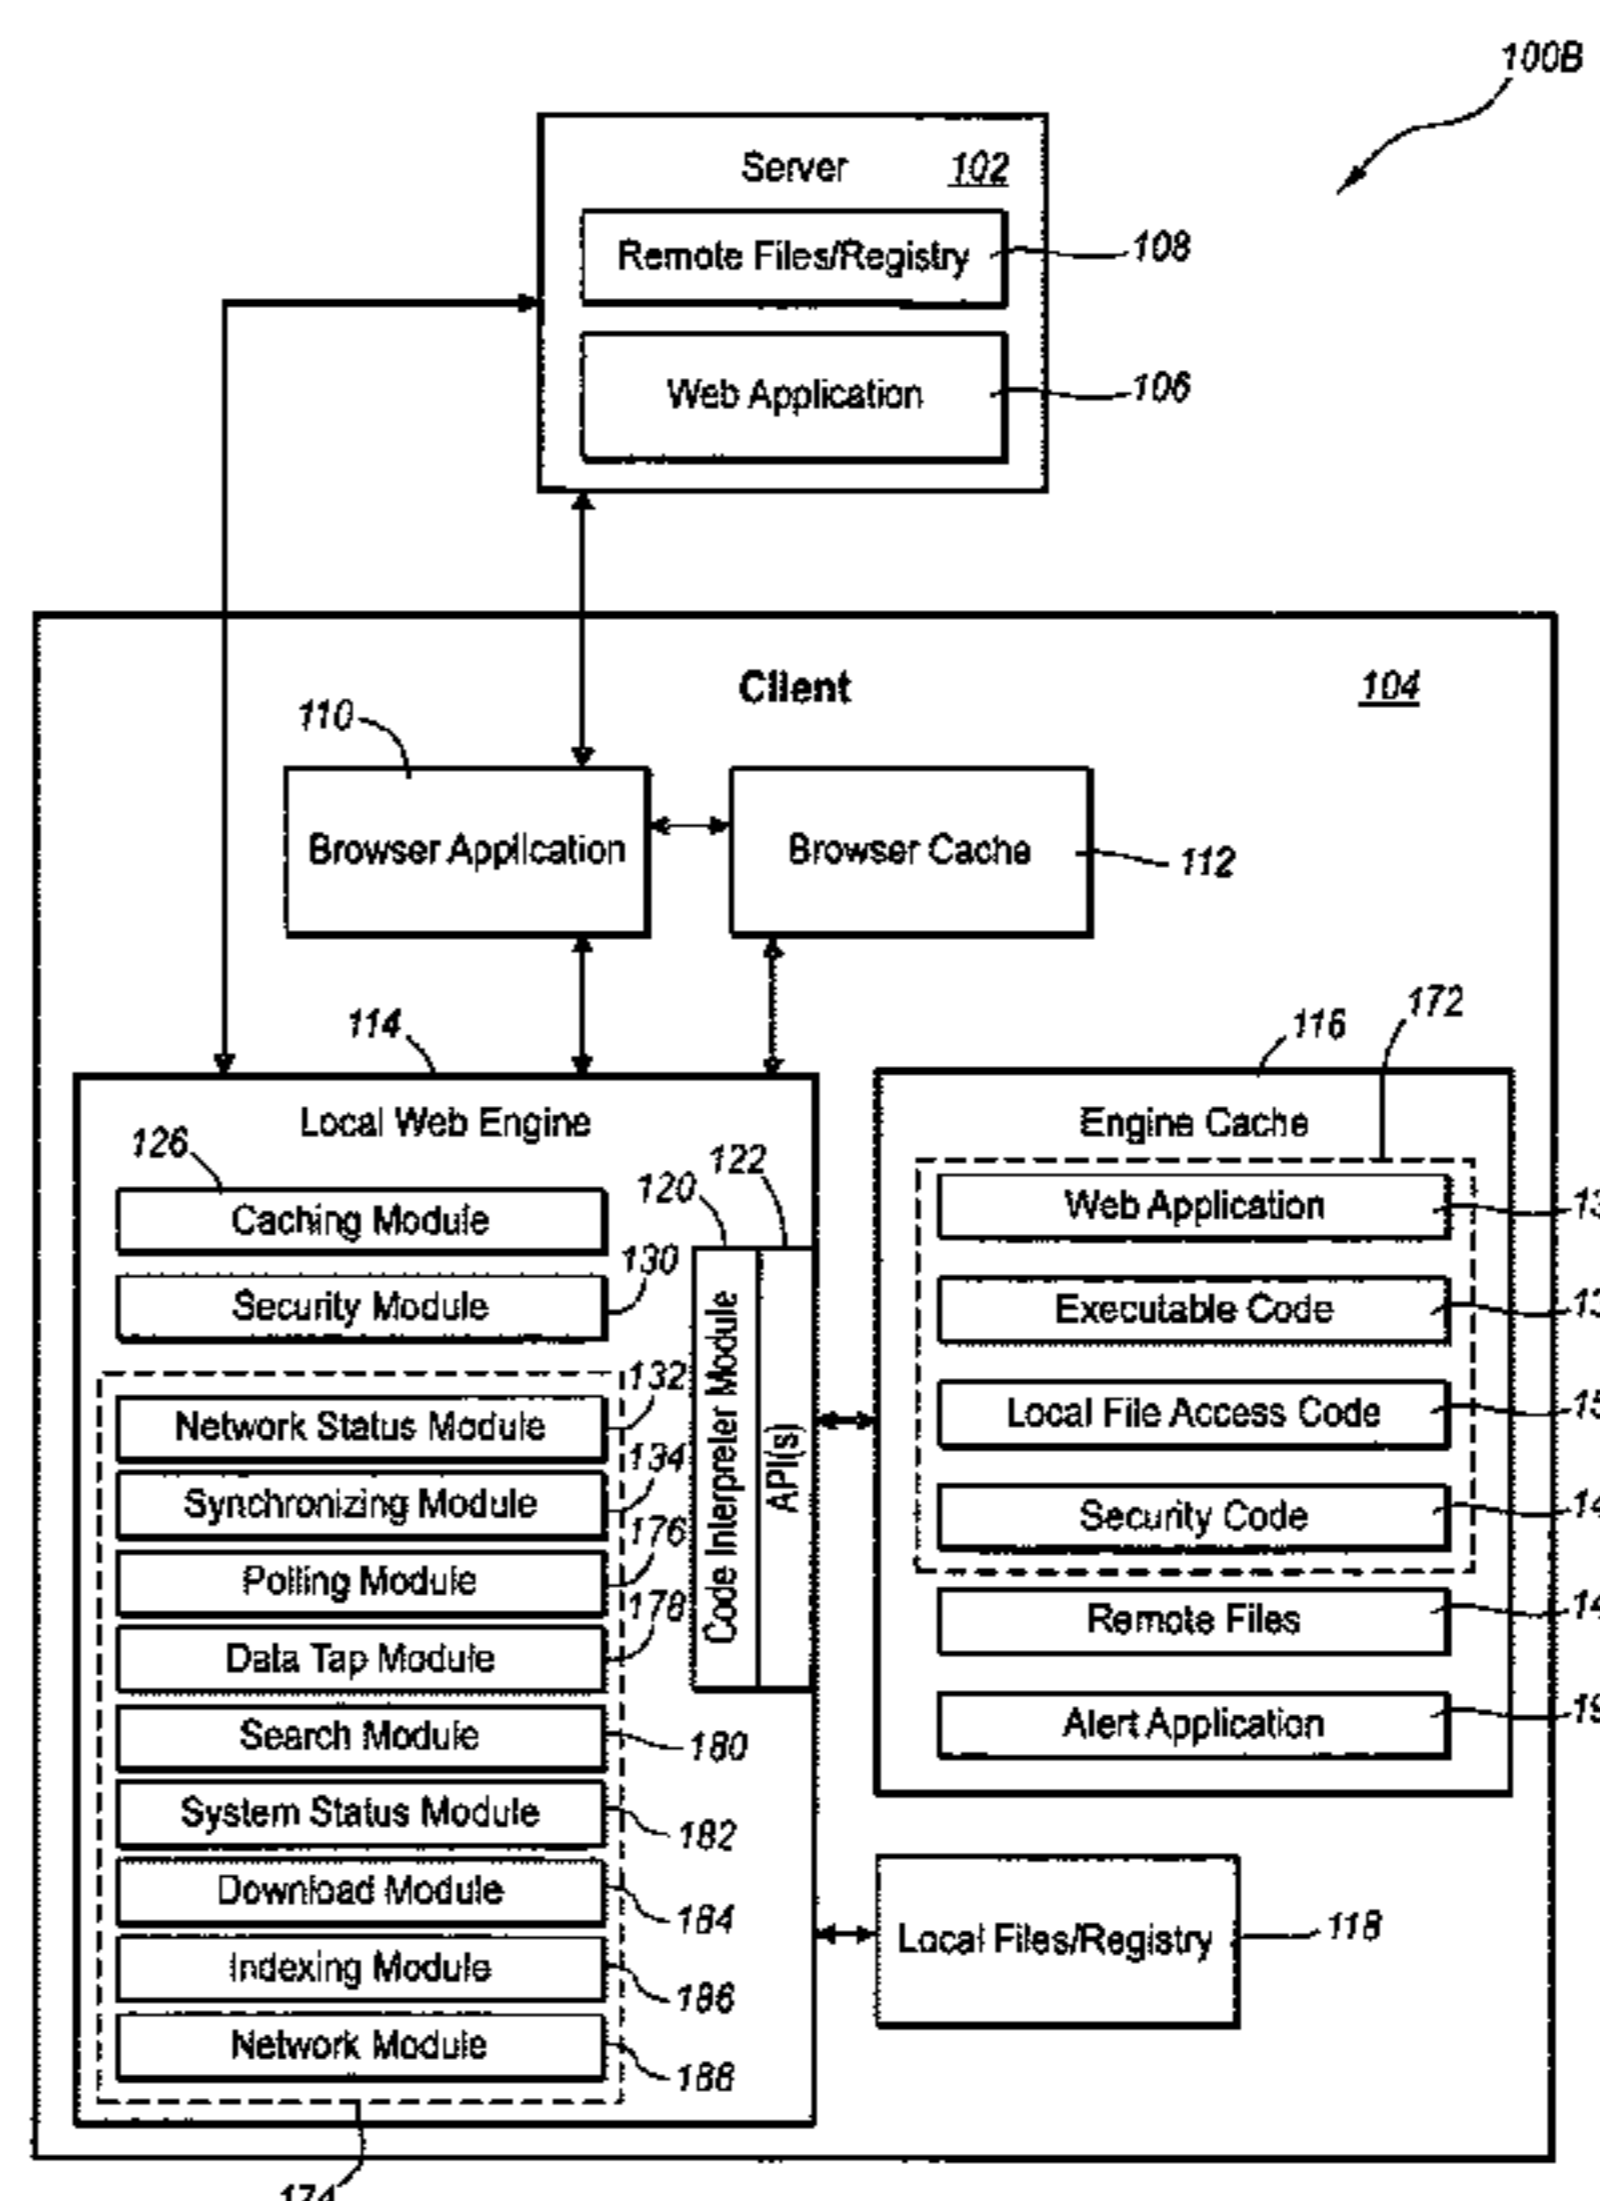 100B
Server 102
Remote Files/Registry 108
Web Application 106
Client 104
110
Browser Application
Browser Cache 112
114
Local Web Engine
126
Caching Module
Security Module 130
120 122
Code Interpreter Module
API(s)
Network Status Module 132
Synchronizing Module 134
Polling Module 176
Data Tap Module 178
Search Module 180
System Status Module 182
Download Module 184
Indexing Module 186
Network Module 188
174
116 172
Engine Cache
Web Application
Executable Code
Local File Access Code
Security Code
Remote Files
Alert Application
Local Files/Registry 118